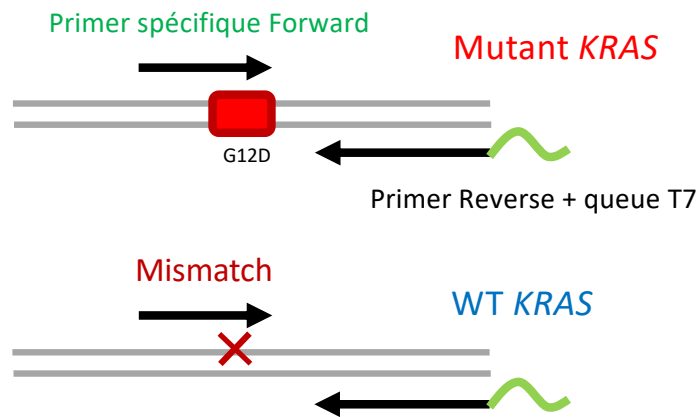 Primer spécifique Forward
Mutant KRAS
G12D
Primer Reverse + queue T7
Mismatch
WT KRAS